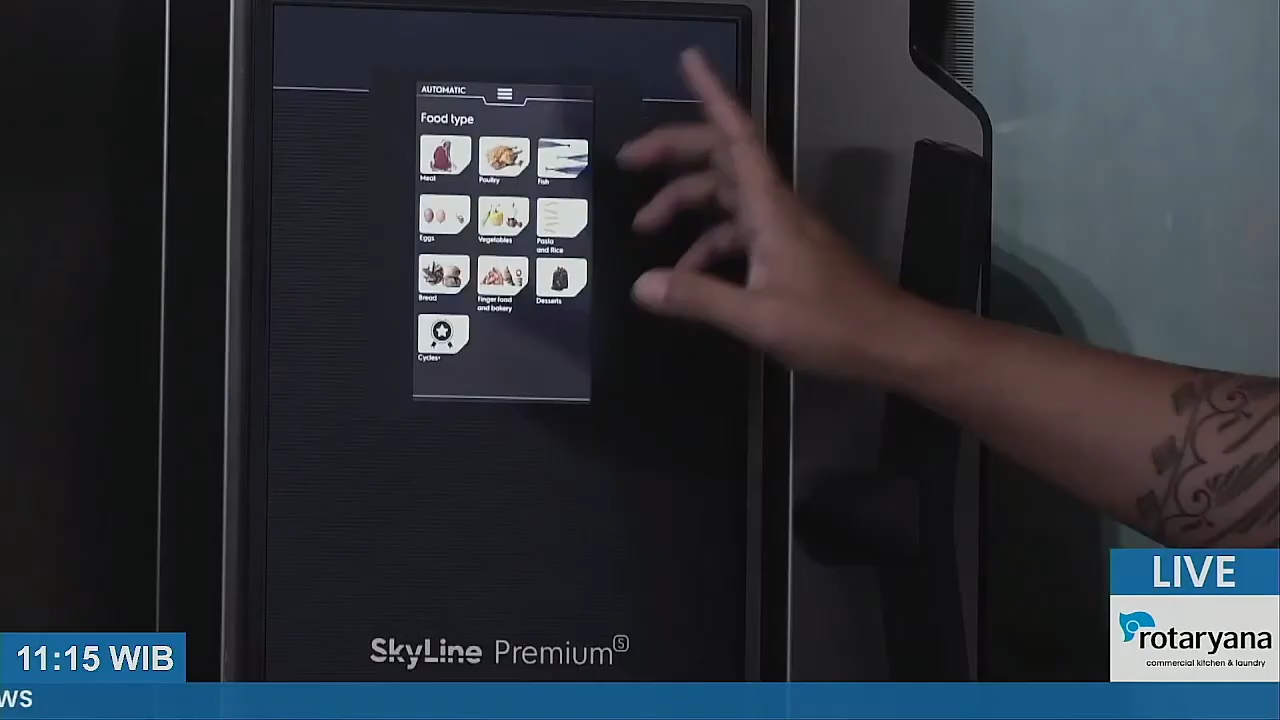 AUTOMATIC
Food type
Meat
Poultry
Fish
Eggs
Vegetables
Pasta
and Rice
Bread
Finger food
and bakery
Desserts
Cycles+
SkyLine Premium S
LIVE
rotaryana
commercial kitchen & laundry
11:15 WIB
WS